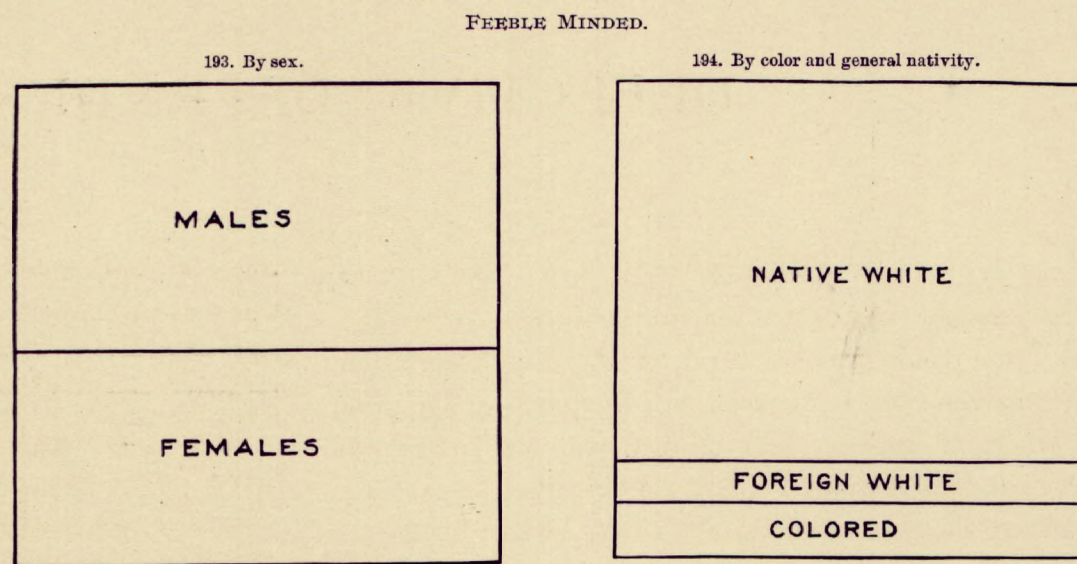 FEEBLE MINDED.
193. By sex.
MALES
FEMALES
194. By color and general nativity.
NATIVE WHITE
FOREIGN WHITE
COLORED